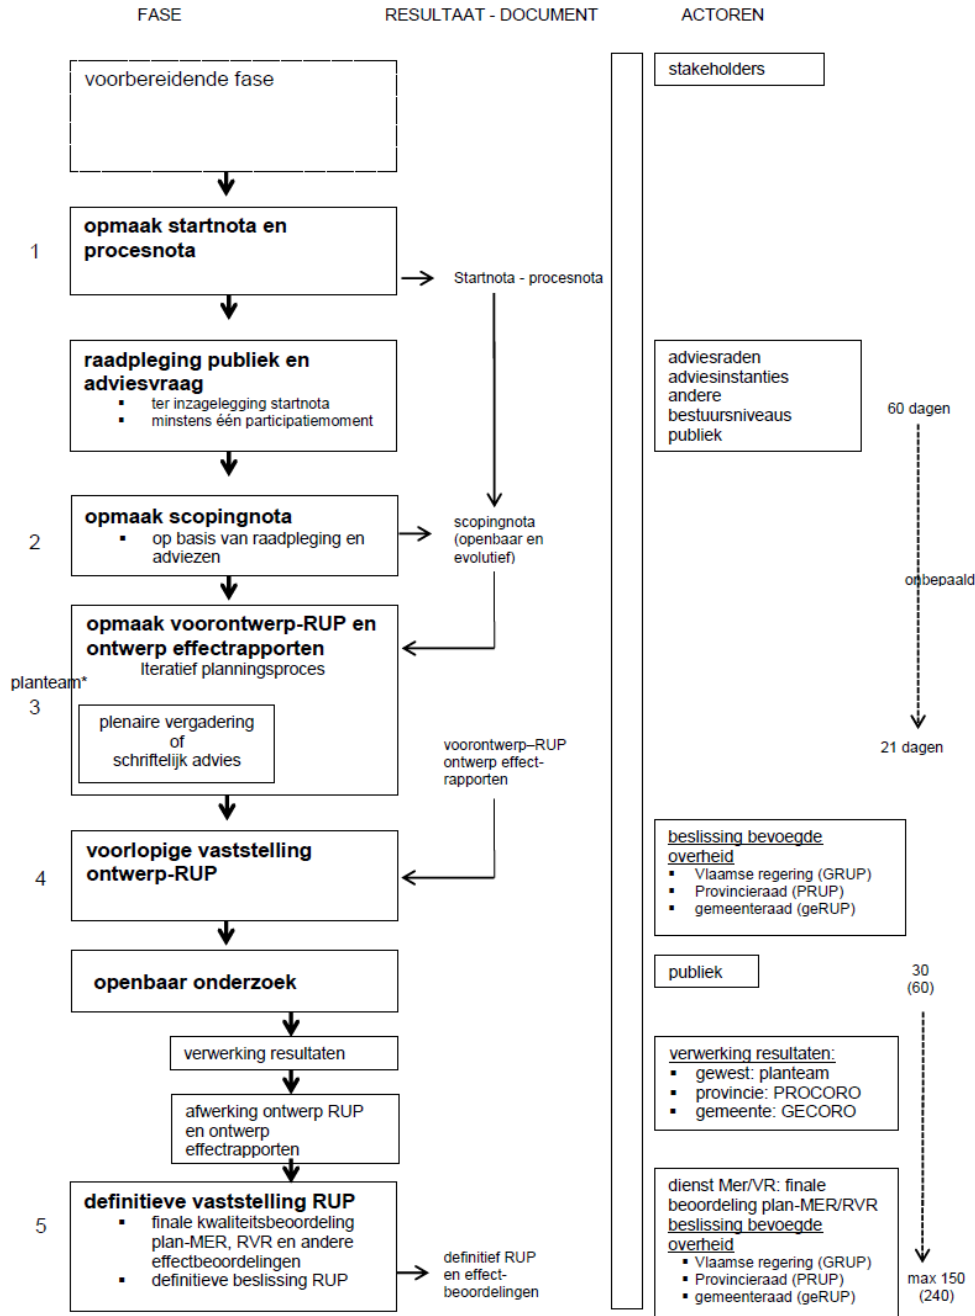 FASE
RESULTAAT - DOCUMENT
ACTOREN
voorbereidende fase
stakeholders
1
opmaak startnota en
procesnota
Startnota - procesnota
raadpleging publiek en
adviesvraag
▪ ter inzagelegging startnota
▪ minstens één participatiemoment
adviesraden
adviesinstanties
andere
bestuursniveaus
publiek
60 dagen
2
opmaak scopingnota
▪ op basis van raadpleging en
adviezen
scopingnota
(openbaar en
evolutief)
onbepaald
opmaak voorontwerp-RUP en
ontwerp effectrapporten
Iteratief planningsproces
planteam*
3
plenaire vergadering
of
schriftelijk advies
voorontwerp–RUP
ontwerp effect-
rapporten
21 dagen
4
voorlopige vaststelling
ontwerp-RUP
beslissing bevoegde
overheid
▪ Vlaamse regering (GRUP)
▪ Provincieraad (PRUP)
▪ gemeenteraad (geRUP)
openbaar onderzoek
publiek
30
(60)
verwerking resultaten
verwerking resultaten:
▪ gewest: planteam
▪ provincie: PROCORO
▪ gemeente: GECORO
afwerking ontwerp RUP
en ontwerp
effectrapporten
5
definitieve vaststelling RUP
▪ finale kwaliteitsbeoordeling
plan-MER, RVR en andere
effectbeoordelingen
▪ definitieve beslissing RUP
definitief RUP
en effect-
beoordelingen
dienst Mer/VR: finale
beoordeling plan-MER/RVR
beslissing bevoegde
overheid
▪ Vlaamse regering (GRUP)
▪ Provincieraad (PRUP)
▪ gemeenteraad (geRUP)
max 150
(240)